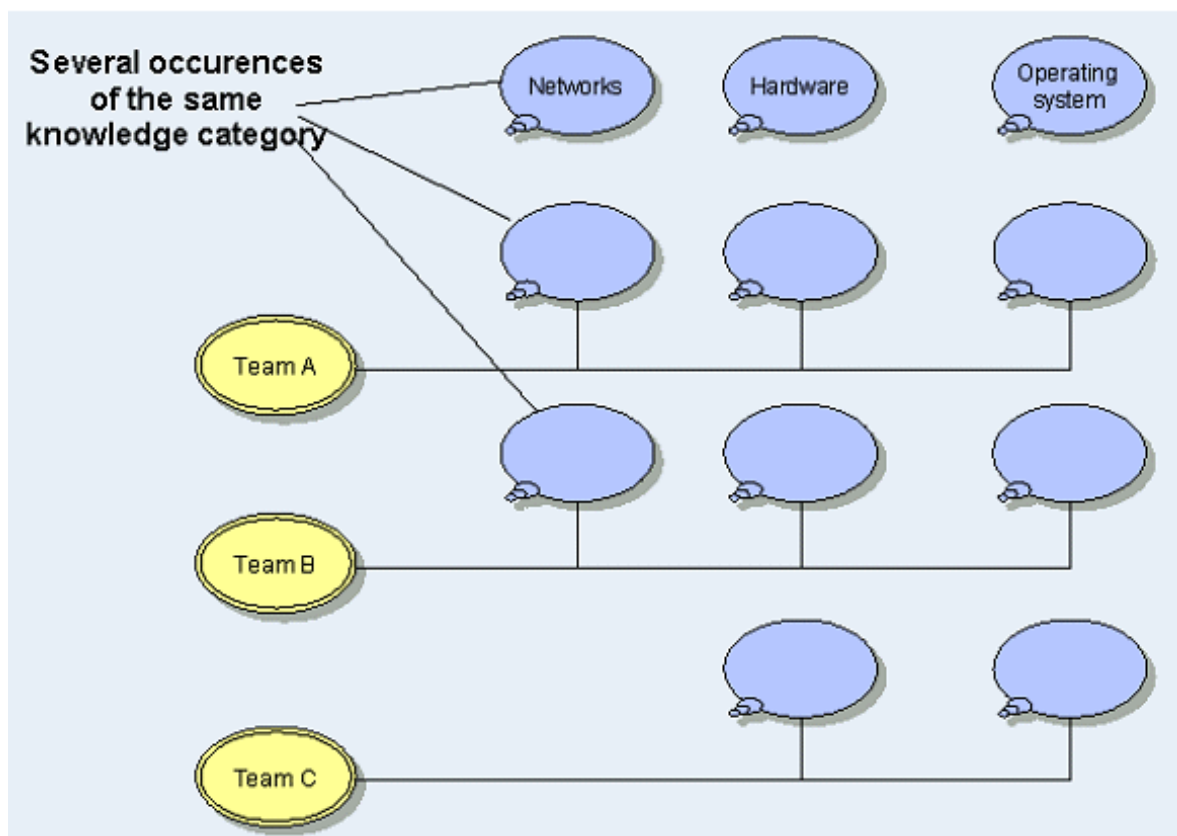 Several occurences
of the same
knowledge category
Networks
Hardware
Operating
system
Team A
Team B
Team C